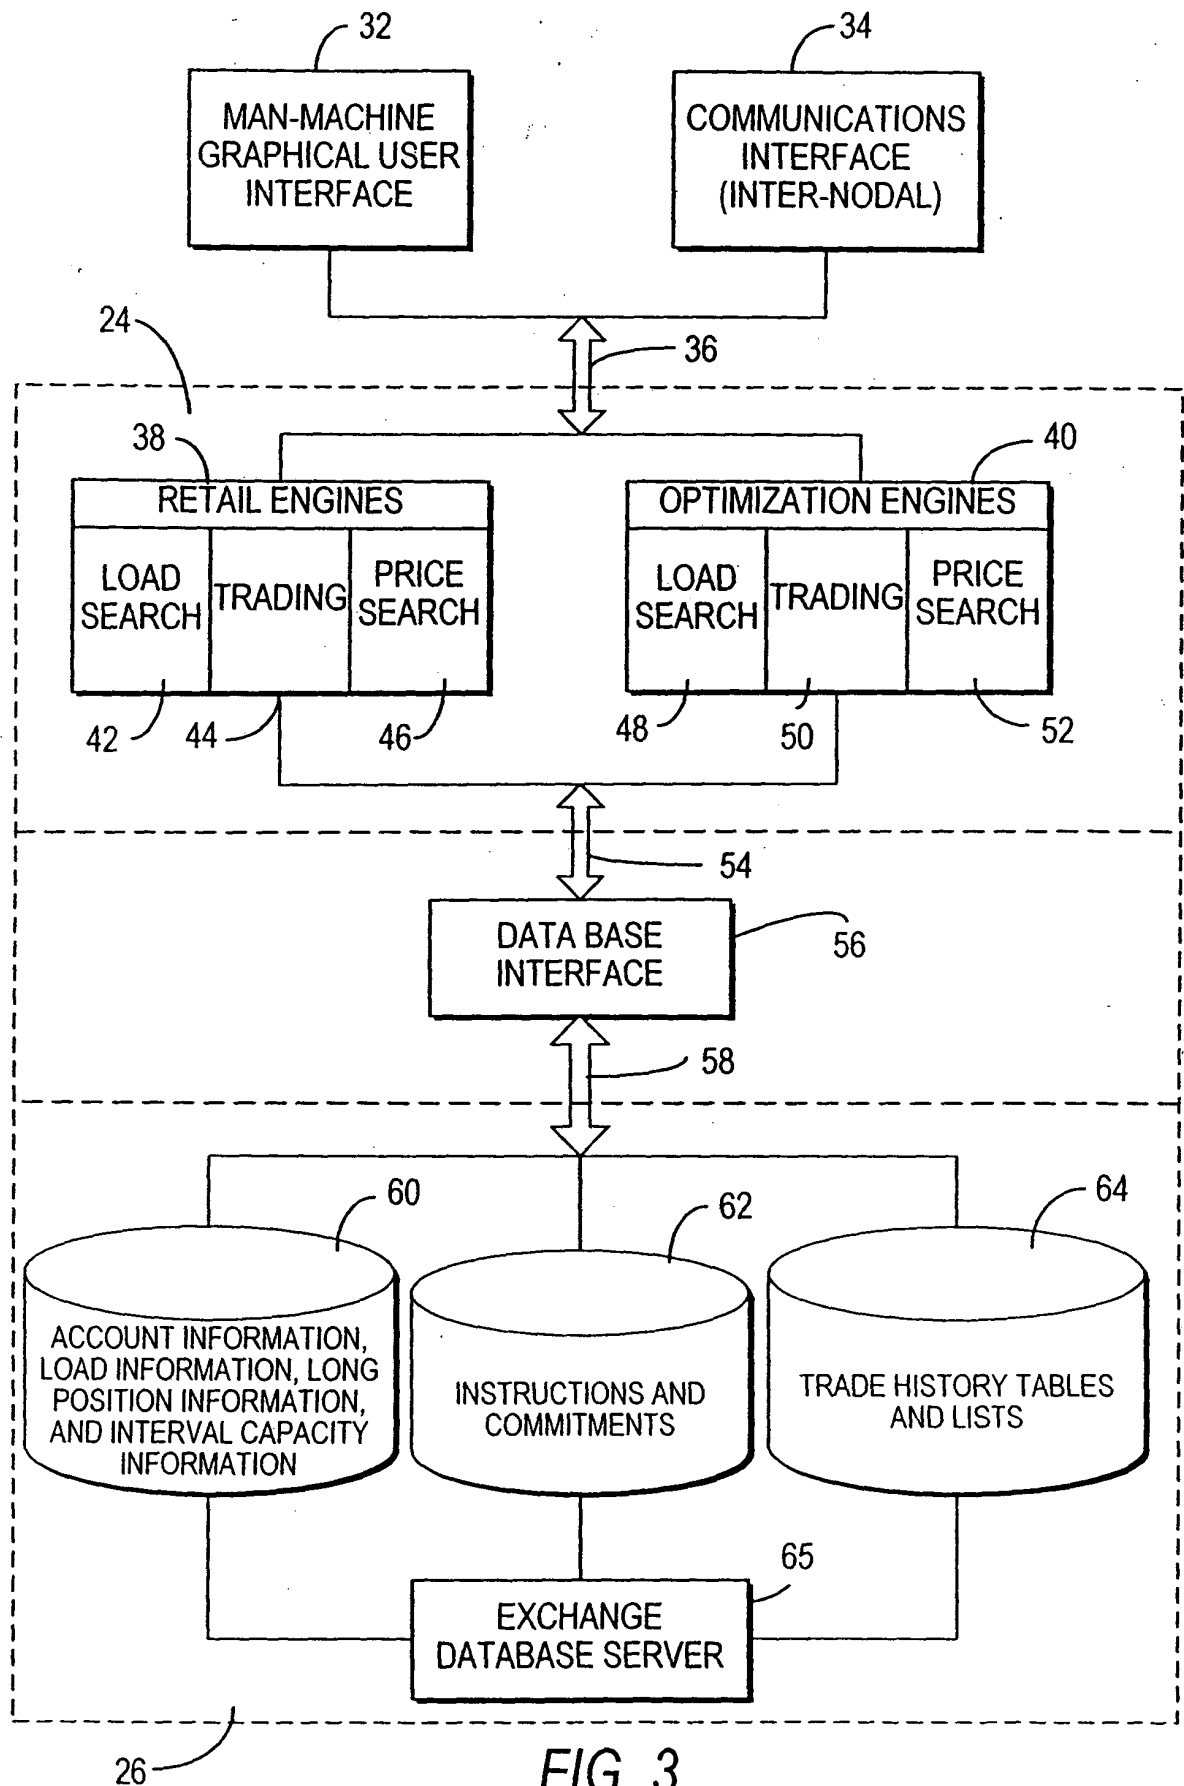 32
34
MAN-MACHINE
GRAPHICAL USER
INTERFACE
COMMUNICATIONS
INTERFACE
(INTER-NODAL)
24
36
38
40
RETAIL ENGINES
OPTIMIZATION ENGINES
LOAD
SEARCH
TRADING
PRICE
SEARCH
LOAD
SEARCH
TRADING
PRICE
SEARCH
42
44
46
48
50
52
54
DATA BASE
INTERFACE
56
58
60
62
64
ACCOUNT INFORMATION,
LOAD INFORMATION, LONG
POSITION INFORMATION,
AND INTERVAL CAPACITY
INFORMATION
INSTRUCTIONS AND
COMMITMENTS
TRADE HISTORY TABLES
AND LISTS
65
EXCHANGE
DATABASE SERVER
26
FIG. 3